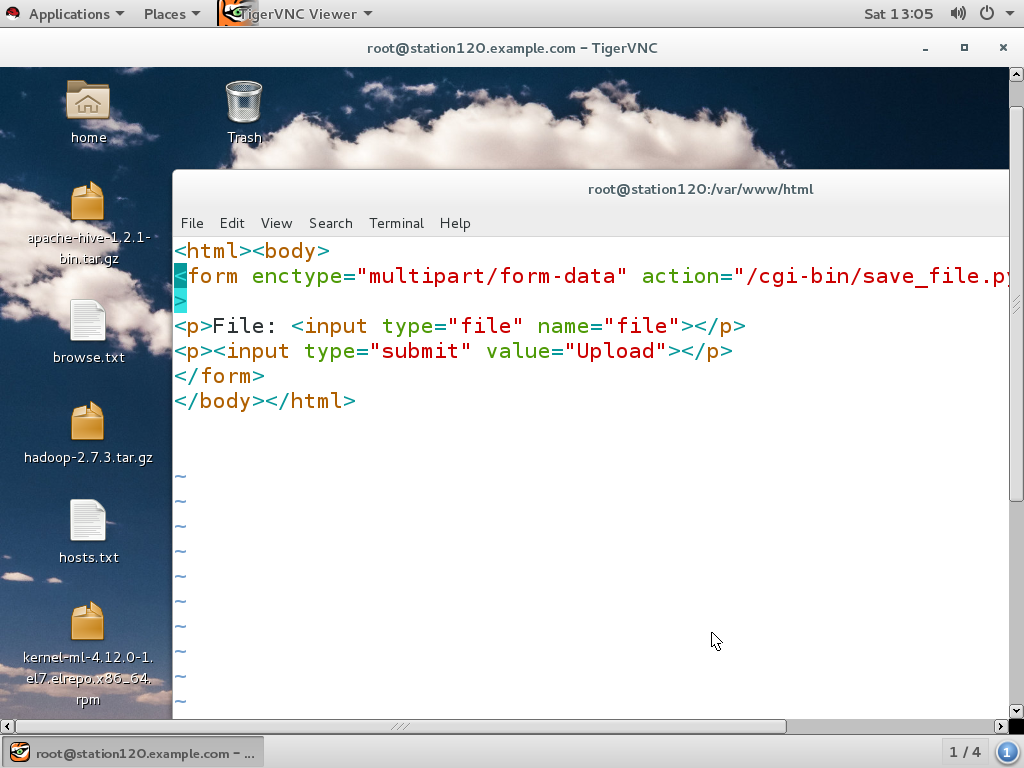 Applications Places TigerVNC Viewer Sat 13:05
root@station120.example.com - TigerVNC
home
Trash
apache-hive-1.2.1-
bin.tar.gz
browse.txt
hadoop-2.7.3.tar.gz
hosts.txt
kernel-ml-4.12.0-1.
el7.elrepo.x86_64.
rpm
root@station120:/var/www/html
File Edit View Search Terminal Help
<html><body>
<form enctype="multipart/form-data" action="/cgi-bin/save_file.py
>
<p>File: <input type="file" name="file"></p>
<p><input type="submit" value="Upload"></p>
</form>
</body></html>
~
~
~
~
~
~
~
~
~
~
root@station120.example.com - ... 1 / 4 1